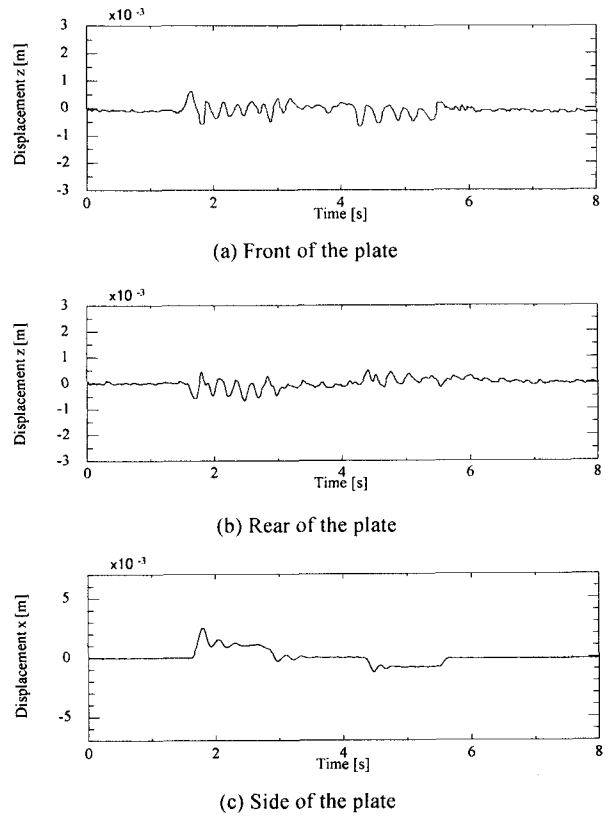 x10 -3
Displacement z [m]
3
2
1
0
-1
-2
-3
0 2 4 6 8
Time [s]
(a) Front of the plate
x10 -3
Displacement z [m]
3
2
1
0
-1
-2
-3
0 2 4 6 8
Time [s]
(b) Rear of the plate
x10 -3
Displacement x [m]
5
0
-5
0 2 4 6 8
Time [s]
(c) Side of the plate